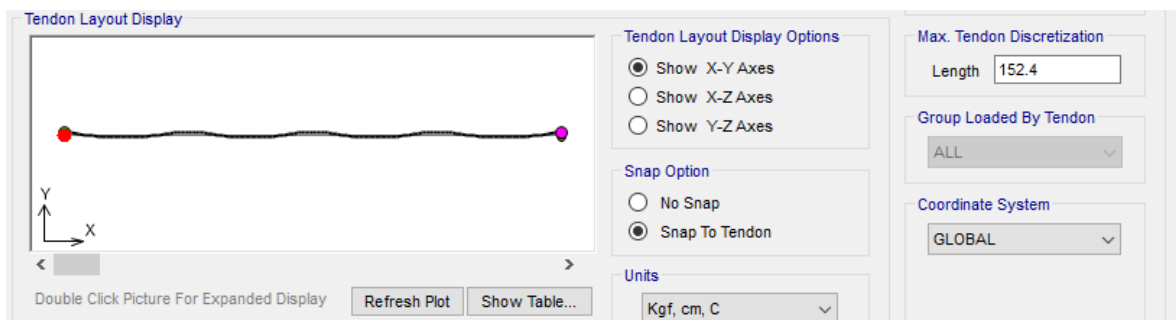 Tendon Layout Display
Y
X
Double Click Picture For Expanded Display
Refresh Plot
Show Table...
Tendon Layout Display Options
Show X-Y Axes
Show X-Z Axes
Show Y-Z Axes
Snap Option
No Snap
Snap To Tendon
Units
Kgf, cm, C
Max. Tendon Discretization
Length 152.4
Group Loaded By Tendon
ALL
Coordinate System
GLOBAL